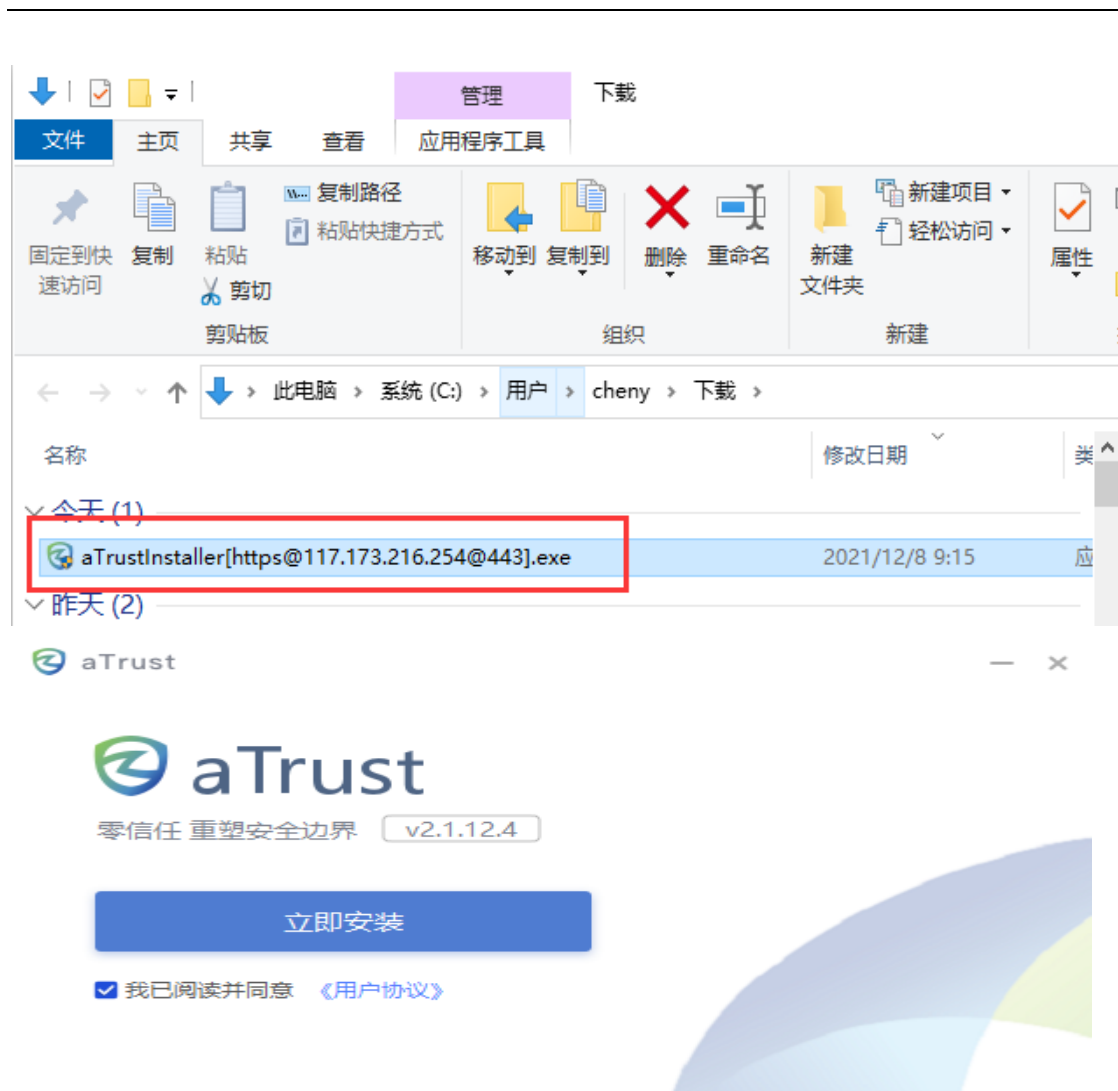 管理
下载
文件
主页
共享
查看
应用程序工具
固定到快
速访问
复制
粘贴
复制路径
粘贴快捷方式
剪切
剪贴板
移动到
复制到
删除
重命名
组织
新建
文件夹
新建项目
轻松访问
新建
属性
此电脑 > 系统 (C:) > 用户 > cheny > 下载 >
名称
修改日期
类
今天 (1)
aTrustInstaller[https@117.173.216.254@443].exe
2021/12/8 9:15
应
昨天 (2)
aTrust
aTrust
零信任 重塑安全边界
v2.1.12.4
立即安装
我已阅读并同意 《用户协议》